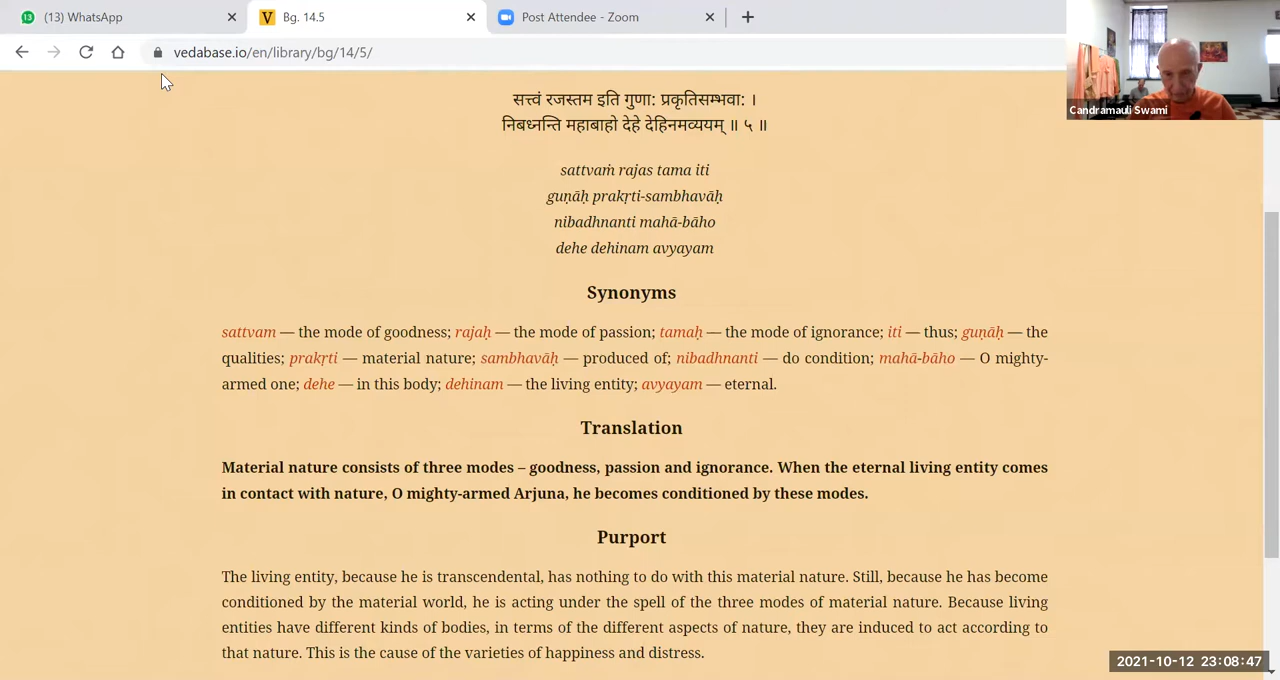 13 (13) WhatsApp
V Bg. 14.5
Post Attendee - Zoom
vedabase.io/en/library/bg/14/5/
Candramauli Swami
सत्त्वं रजस्तम इति गुणाः प्रकृतिसम्भवाः ।
निबध्नन्ति महाबाहो देहे देहिनमव्ययम् ॥ ५ ॥
sattvaṁ rajas tama iti
guṇāḥ prakṛti-sambhavāḥ
nibadhnanti mahā-bāho
dehe dehinam avyayam
Synonyms
sattvam — the mode of goodness; rajaḥ — the mode of passion; tamaḥ — the mode of ignorance; iti — thus; guṇāḥ — the
qualities; prakṛti — material nature; sambhavāḥ — produced of; nibadhnanti — do condition; mahā-bāho — O mighty-
armed one; dehe — in this body; dehinam — the living entity; avyayam — eternal.
Translation
Material nature consists of three modes – goodness, passion and ignorance. When the eternal living entity comes
in contact with nature, O mighty-armed Arjuna, he becomes conditioned by these modes.
Purport
The living entity, because he is transcendental, has nothing to do with this material nature. Still, because he has become
conditioned by the material world, he is acting under the spell of the three modes of material nature. Because living
entities have different kinds of bodies, in terms of the different aspects of nature, they are induced to act according to
that nature. This is the cause of the varieties of happiness and distress.
2021-10-12 23:08:47